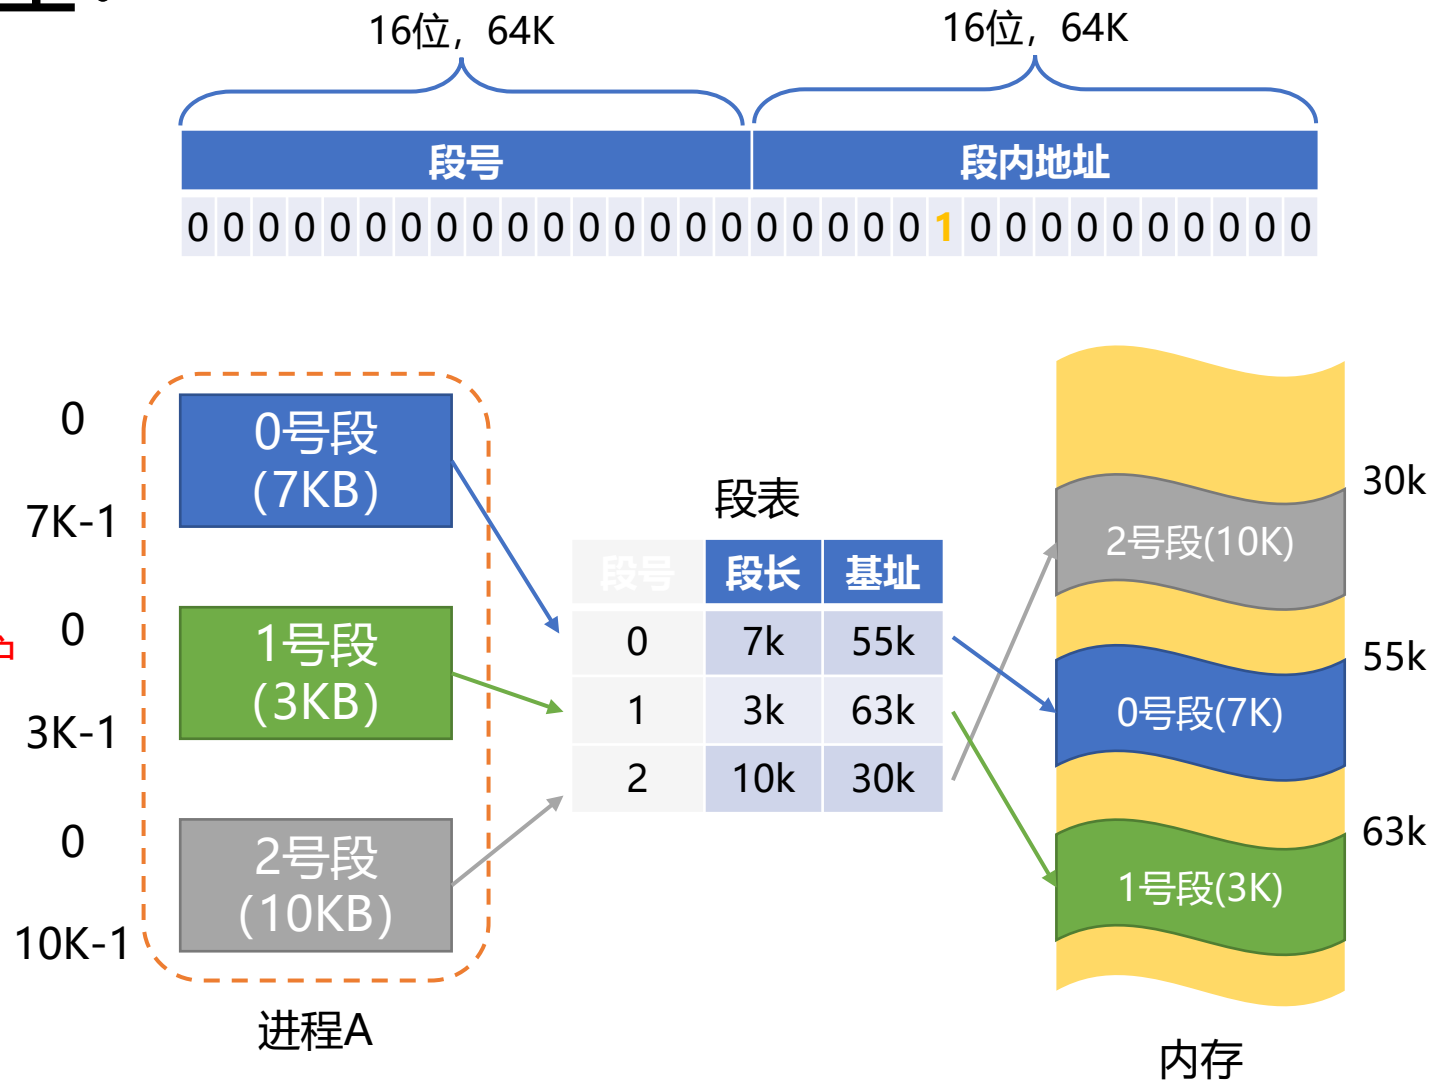 16位，64K
16位，64K
段号 段内地址
0 0 0 0 0 0 0 0 0 0 0 0 0 0 0 0 0 0 0 0 0 1 0 0 0 0 0 0 0 0 0 0
0
7K-1
0号段
（7KB）
0
3K-1
1号段
（3KB）
0
10K-1
2号段
（10KB）
进程A
段表
段号 段长 基址
0 7k 55k
1 3k 63k
2 10k 30k
30k
2号段(10K)
55k
0号段(7K)
63k
1号段(3K)
内存